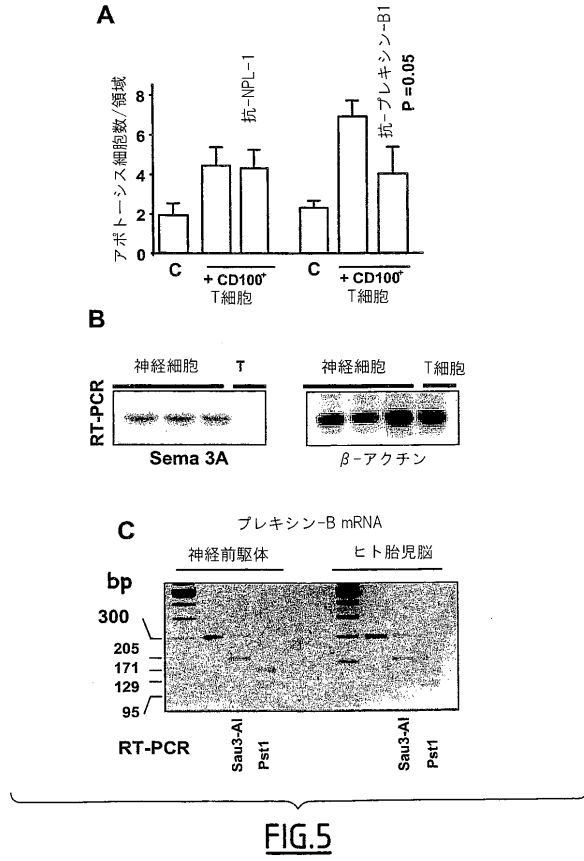 A
アポトーシス細胞数/領域
8
6
4
2
0
抗-NPL-1
抗-プレキシン-B1
P =0.05
C
+ CD100+
T細胞
C
+ CD100+
T細胞
B
神経細胞
T
神経細胞
T細胞
RT-PCR
Sema 3A
β-アクチン
C
プレキシン-B mRNA
神経前駆体
ヒト胎児脳
bp
300
205
171
129
95
RT-PCR
Sau3-AI
Pst1
Sau3-AI
Pst1
FIG.5